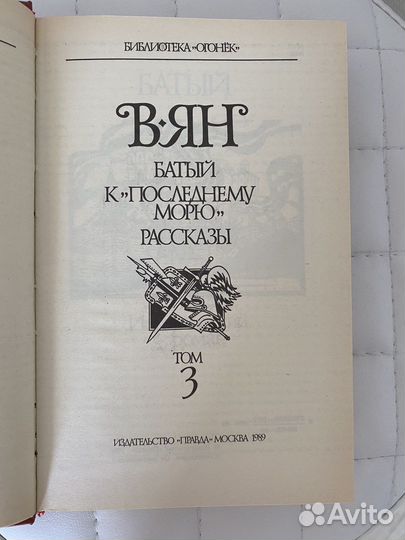 БИБЛИОТЕКА «ОГОНЁК»
В·ЯН
БАТЫЙ
К „ПОСЛЕДНЕМУ
МОРЮ"
РАССКАЗЫ
ТОМ
3
ИЗДАТЕЛЬСТВО «ПРАВДА» МОСКВА 1989
Avito